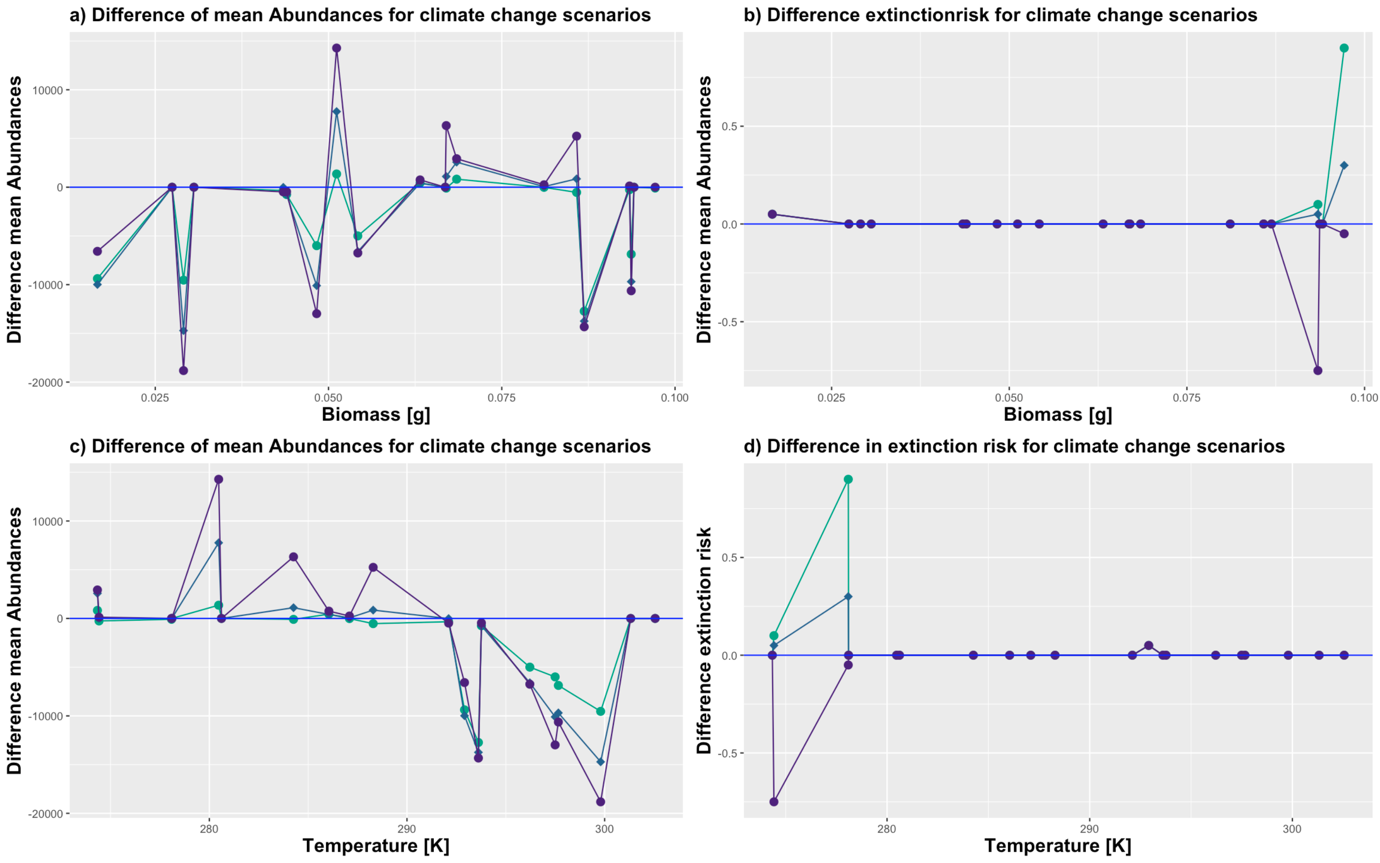 a) Difference of mean Abundances for climate change scenarios
Difference mean Abundances
10000
0
-10000
-20000
0.025
0.050
0.075
0.100
Biomass [g]
b) Difference extinctionrisk for climate change scenarios
Difference mean Abundances
0.5
0.0
-0.5
0.025
0.050
0.075
0.100
Biomass [g]
c) Difference of mean Abundances for climate change scenarios
Difference mean Abundances
10000
0
-10000
-20000
280
290
300
Temperature [K]
d) Difference in extinction risk for climate change scenarios
Difference extinction risk
0.5
0.0
-0.5
280
290
300
Temperature [K]